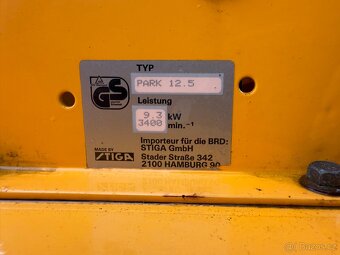 TYP
PARK 12.5
GS
Leistung
9.3 kW
3400 min.⁻¹
Importeur für die BRD:
STIGA GmbH
MADE BY
STIGA
Stader Straße 342
2100 HAMBURG 90